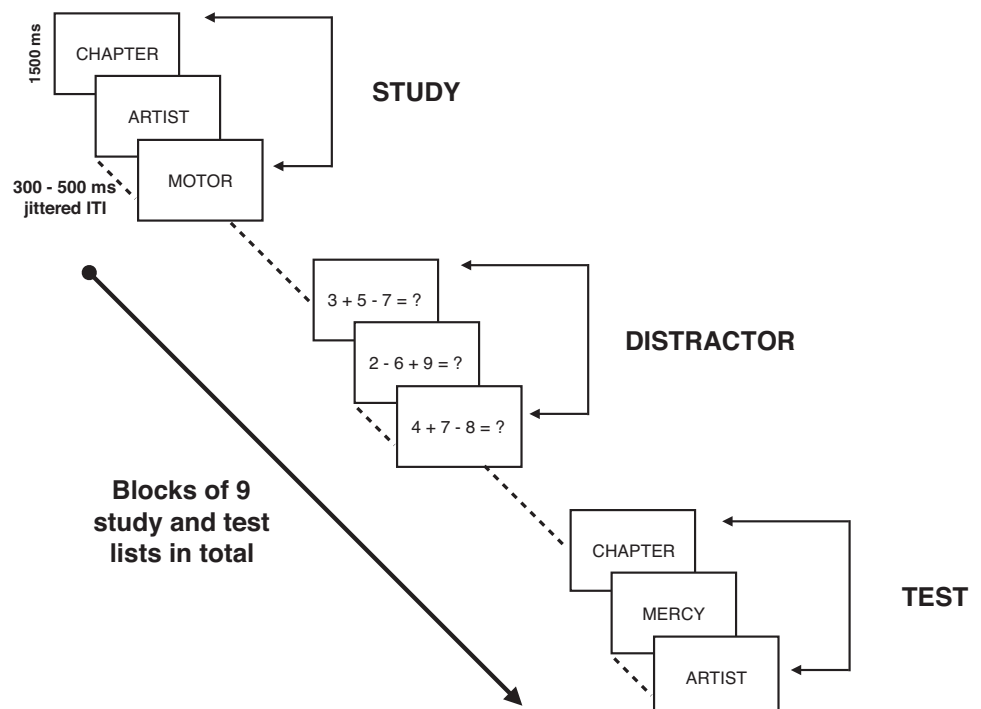 1500 ms
CHAPTER
ARTIST
MOTOR
STUDY
300 - 500 ms
jittered ITI
3 + 5 - 7 = ?
2 - 6 + 9 = ?
4 + 7 - 8 = ?
DISTRACTOR
Blocks of 9
study and test
lists in total
CHAPTER
MERCY
ARTIST
TEST